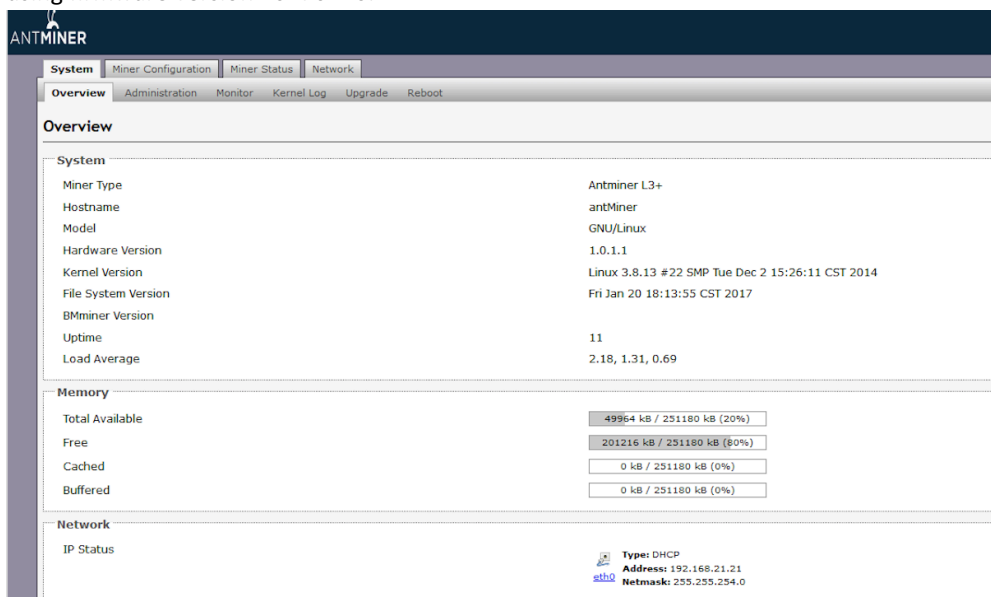 ANTMINER
System Miner Configuration Miner Status Network
Overview Administration Monitor Kernel Log Upgrade Reboot
Overview
System
Miner Type Antminer L3+
Hostname antMiner
Model GNU/Linux
Hardware Version 1.0.1.1
Kernel Version Linux 3.8.13 #22 SMP Tue Dec 2 15:26:11 CST 2014
File System Version Fri Jan 20 18:13:55 CST 2017
BMminer Version
Uptime 11
Load Average 2.18, 1.31, 0.69
Memory
Total Available 49964 kB / 251180 kB (20%)
Free 201216 kB / 251180 kB (80%)
Cached 0 kB / 251180 kB (0%)
Buffered 0 kB / 251180 kB (0%)
Network
IP Status
Type: DHCP
Address: 192.168.21.21
eth0 Netmask: 255.255.254.0